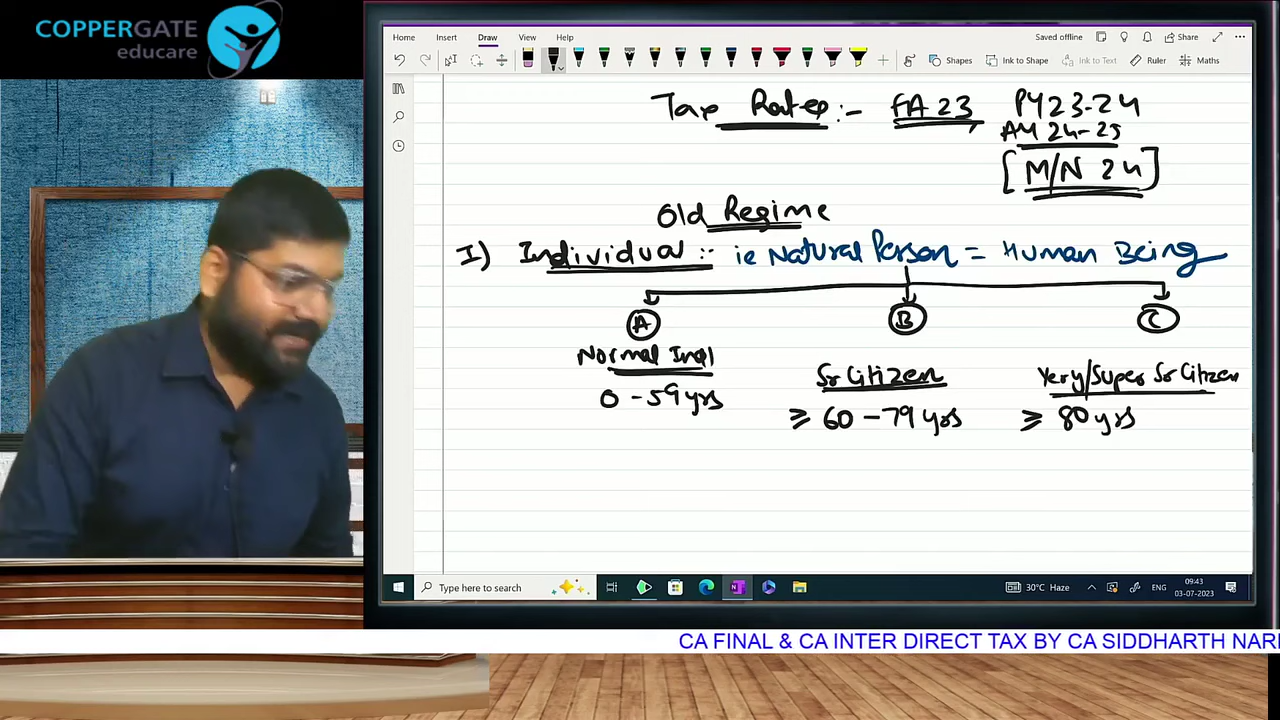 COPPERGATE
educare
Home Insert Draw View Help
Saved offline
Share
Shapes
Ink to Shape
Ink to Text
Ruler
Maths
Tax Rates :- FA 23 PY 23-24
AY 24-25
[M/N 24]
Old Regime
I) Individual :- ie Natural Person = Human Being
A B C
Normal Indl
0 - 59 yrs
Sr Citizen
≥ 60 - 79 yrs
Very/Super Sr Citizen
≥ 80 yrs
Type here to search
30°C Haze
ENG
09:43
03-07-2023
CA FINAL & CA INTER DIRECT TAX BY CA SIDDHARTH NARI